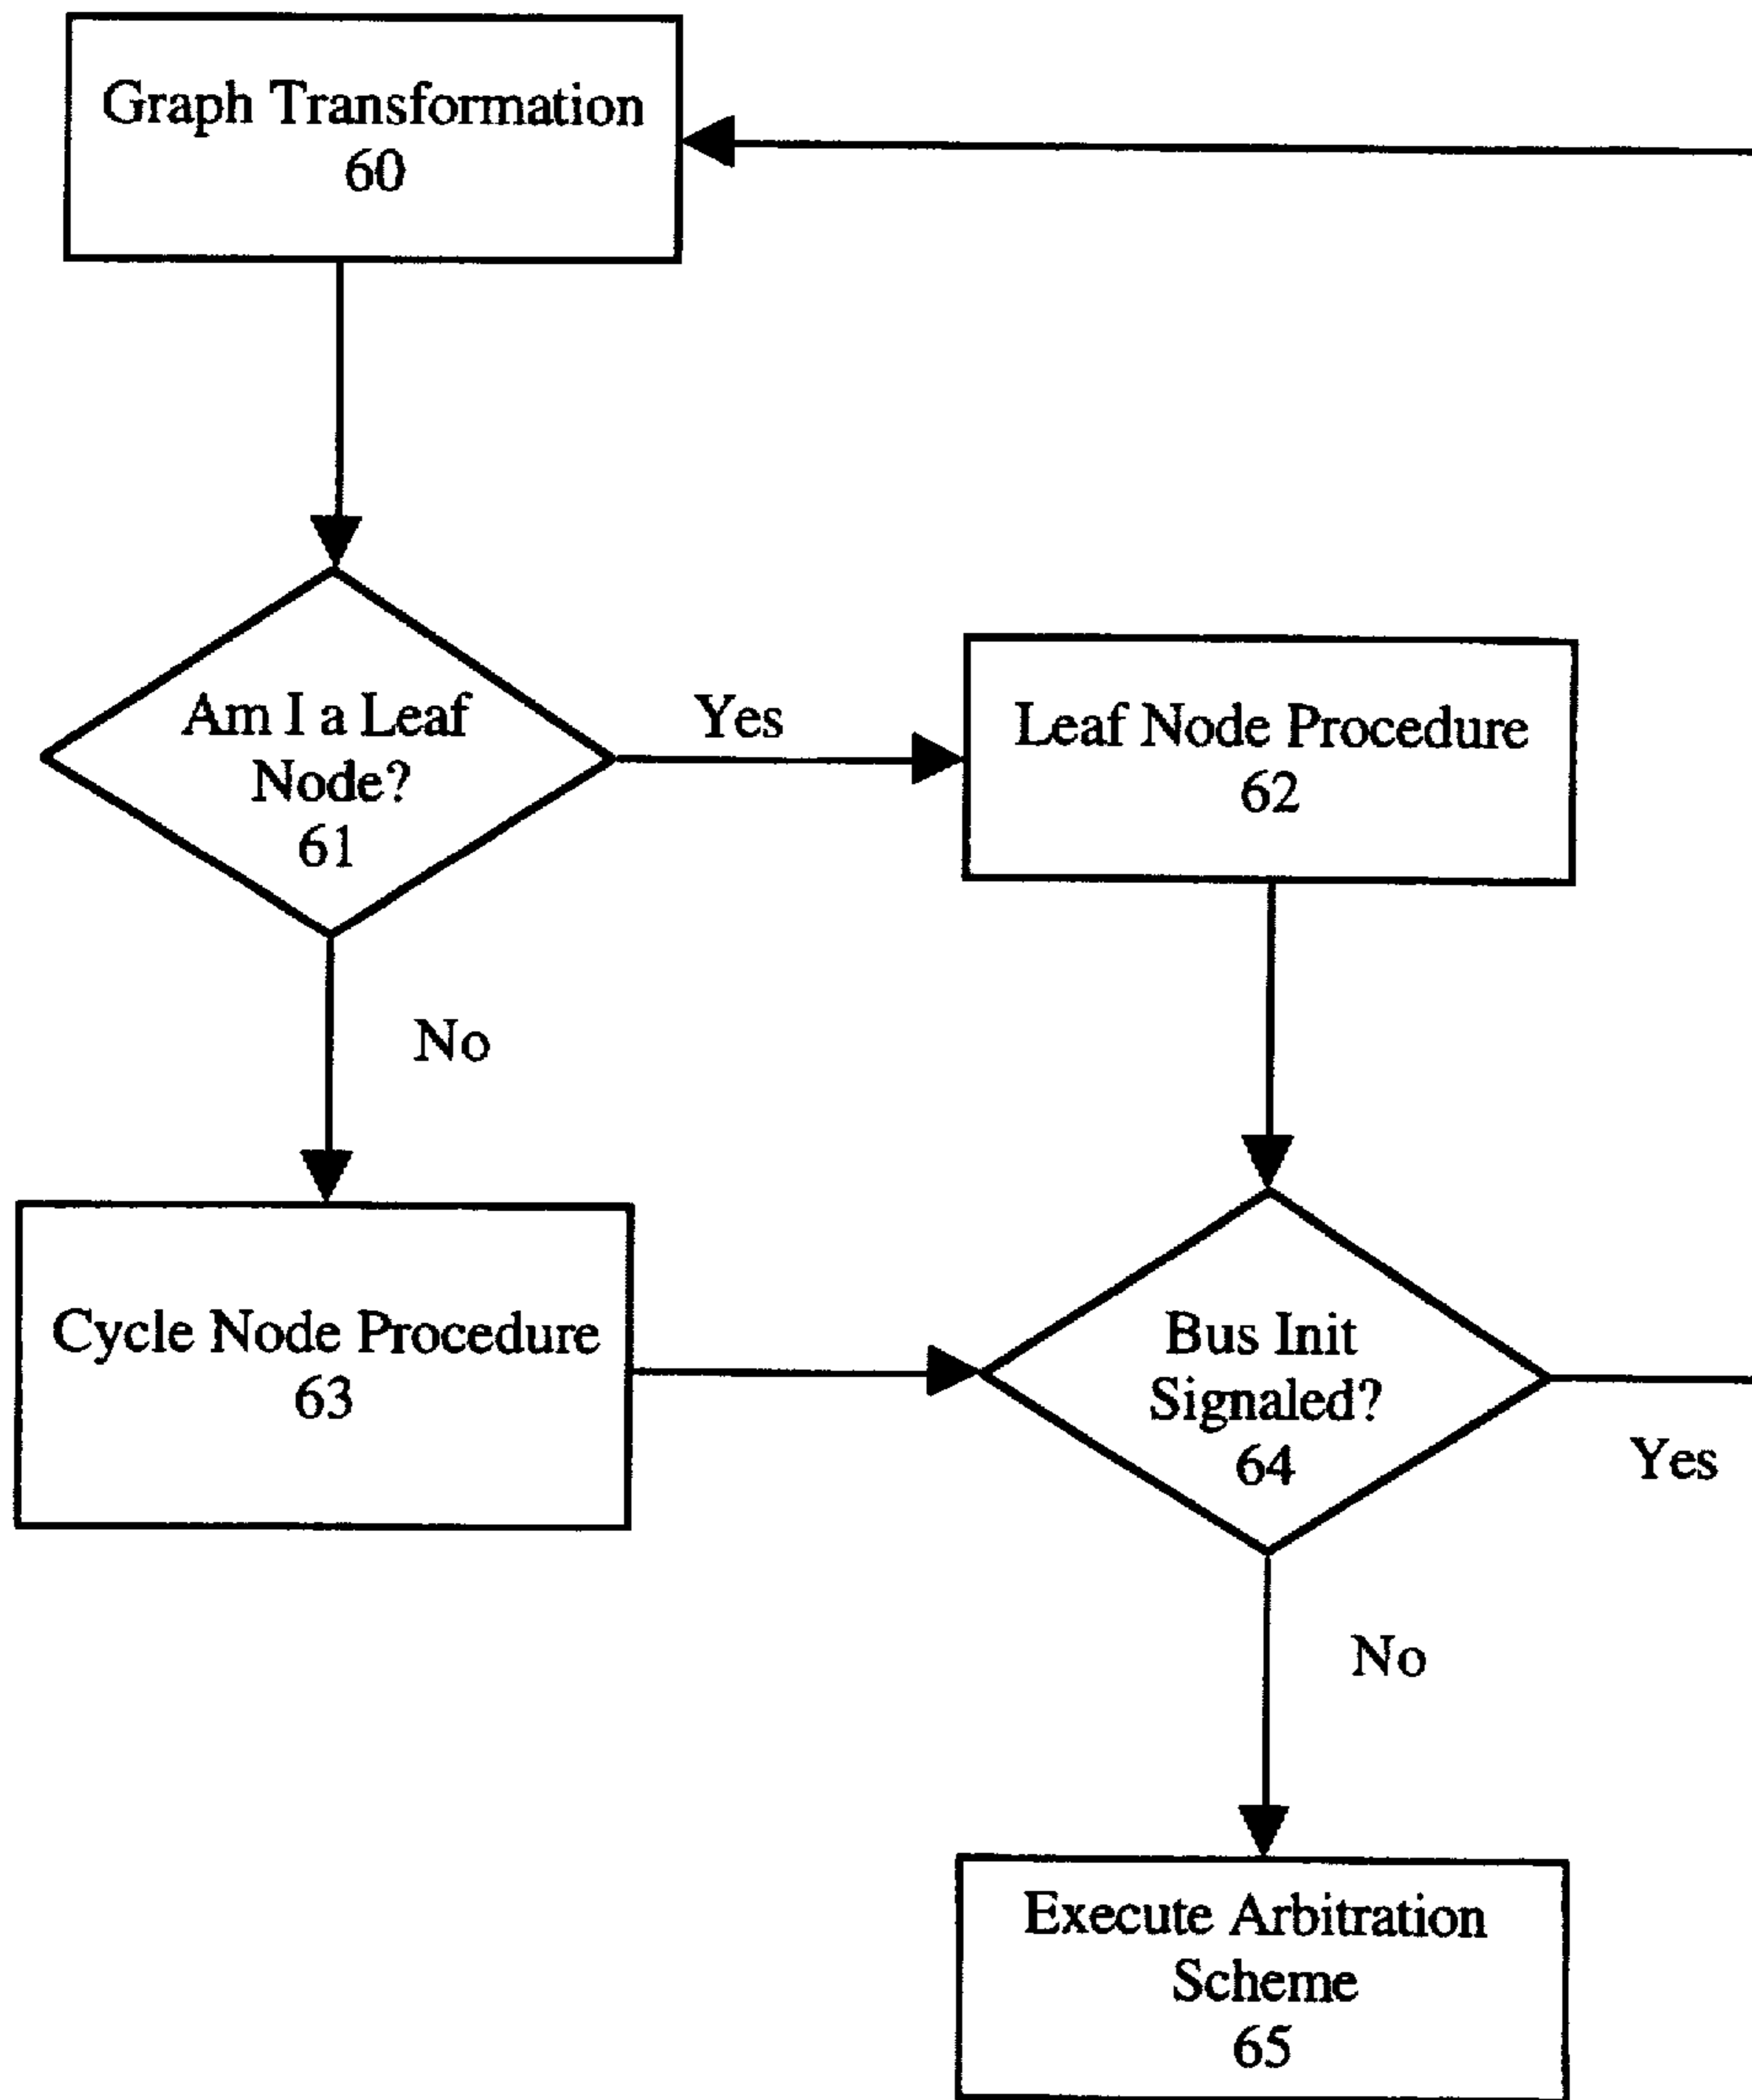 Graph Transformation
60
Am I a Leaf
Node?
61
Yes
Leaf Node Procedure
62
No
Cycle Node Procedure
63
Bus Init
Signaled?
64
Yes
No
Execute Arbitration
Scheme
65